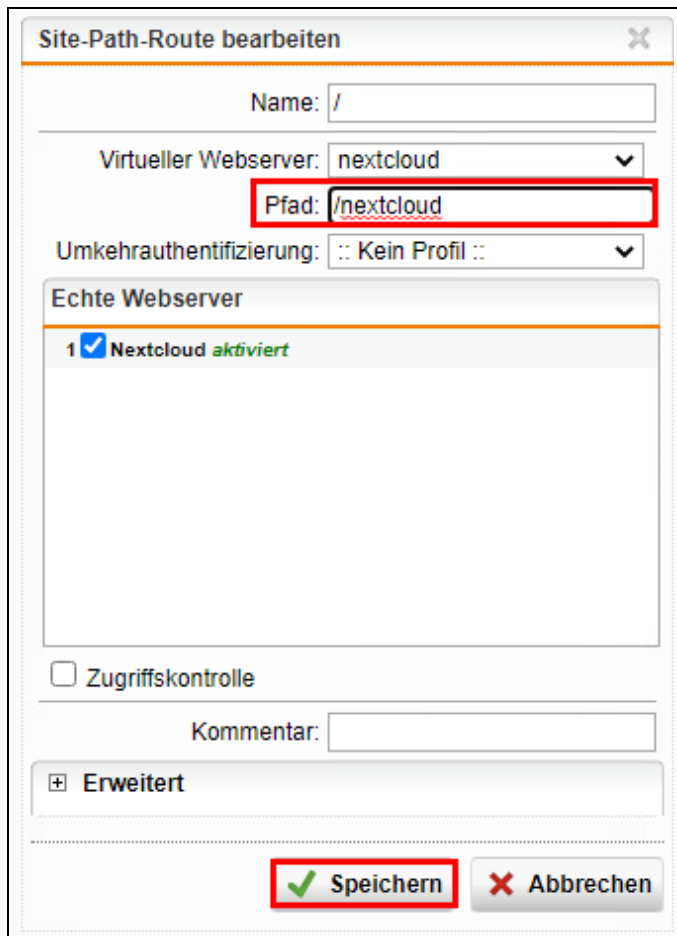 Site-Path-Route bearbeiten
Name: /
Virtueller Webserver: nextcloud
Pfad: /nextcloud
Umkehrauthentifizierung: :: Kein Profil ::
Echte Webserver
1 Nextcloud aktiviert
Zugriffskontrolle
Kommentar:
Erweitert
Speichern Abbrechen